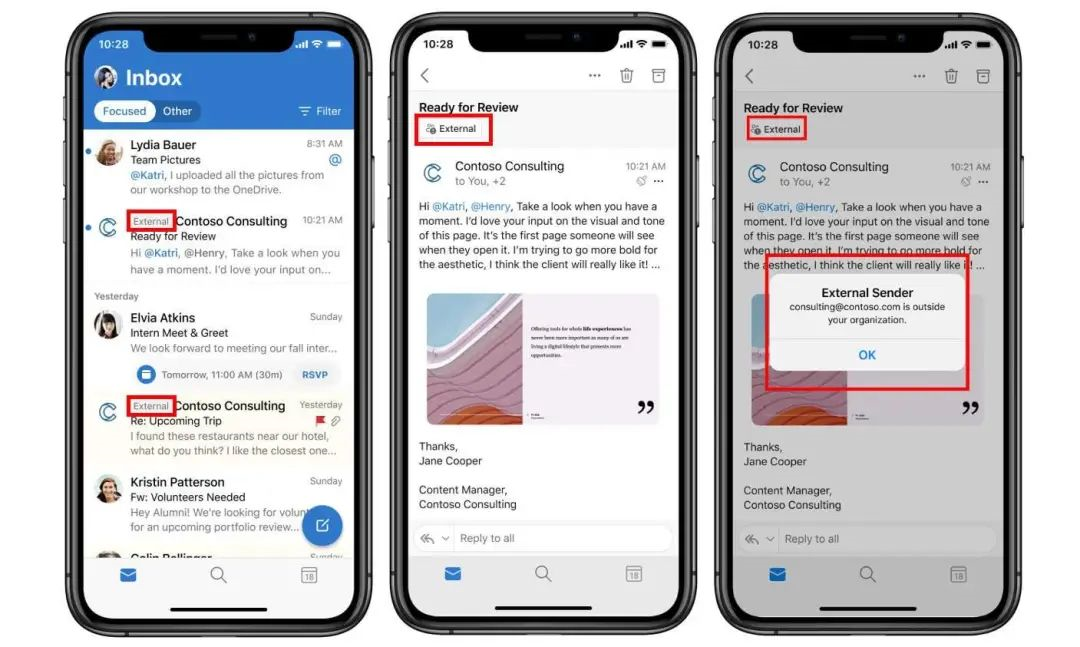 10:28
Inbox
Focused Other Filter
Lydia Bauer 8:31 AM
Team Pictures
@Katri, I uploaded all the pictures from
our workshop to the OneDrive.
External Contoso Consulting 10:21 AM
Ready for Review
Hi @Katri, @Henry, Take a look when you
have a moment. I'd love your input on...
Yesterday
Elvia Atkins Sunday
Intern Meet & Greet
We look forward to meeting our fall inter...
Tomorrow, 11:00 AM (30m) RSVP
External Contoso Consulting Yesterday
Re: Upcoming Trip
I found these restaurants near our hotel,
what do you think? I like the closest one...
Kristin Patterson Sunday
Fw: Volunteers Needed
Hey Alumni! We're looking for volunt
for an upcoming portfolio review...
18
10:28
Ready for Review
External
Contoso Consulting 10:21 AM
to You, +2
Hi @Katri, @Henry, Take a look when you have a
moment. I'd love your input on the visual and tone
of this page. It's the first page someone will see
when they open it. I'm trying to go more bold for
the aesthetic, I think the client will really like it! ...
Offering tools for whole life experiences has
never been more important as many of us are
living a digital lifestyle that presents more
opportunities.
Thanks,
Jane Cooper
Content Manager,
Contoso Consulting
Reply to all
18
10:28
Ready for Review
External
Contoso Consulting 10:21 AM
to You, +2
Hi @Katri, @Henry, Take a look when you have a
moment. I'd love your input on the visual and tone
of this page. It's the first page someone will see
when they open it. I'm trying to go more bold for
the aesthetic, I think the client will really like it! ...
External Sender
consulting@contoso.com is outside
your organization.
OK
Thanks,
Jane Cooper
Content Manager,
Contoso Consulting
Reply to all
18